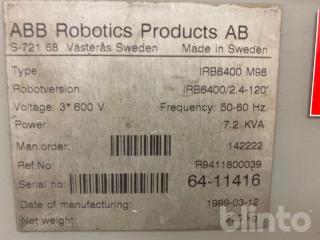 ABB Robotics Products AB
S-721 68 Västerås Sweden Made in Sweden
Type: IRB6400 M98
Robotversion: IRB6400/2.4-120
Voltage: 3* 600 V Frequency: 50-60 Hz
Power: 7.2 KVA
Man.order: 142222
Ref.No R9411800039
Serial no: 64-11416
Date of manufacturing: 1999-03-12
Net weight: kg
blinto